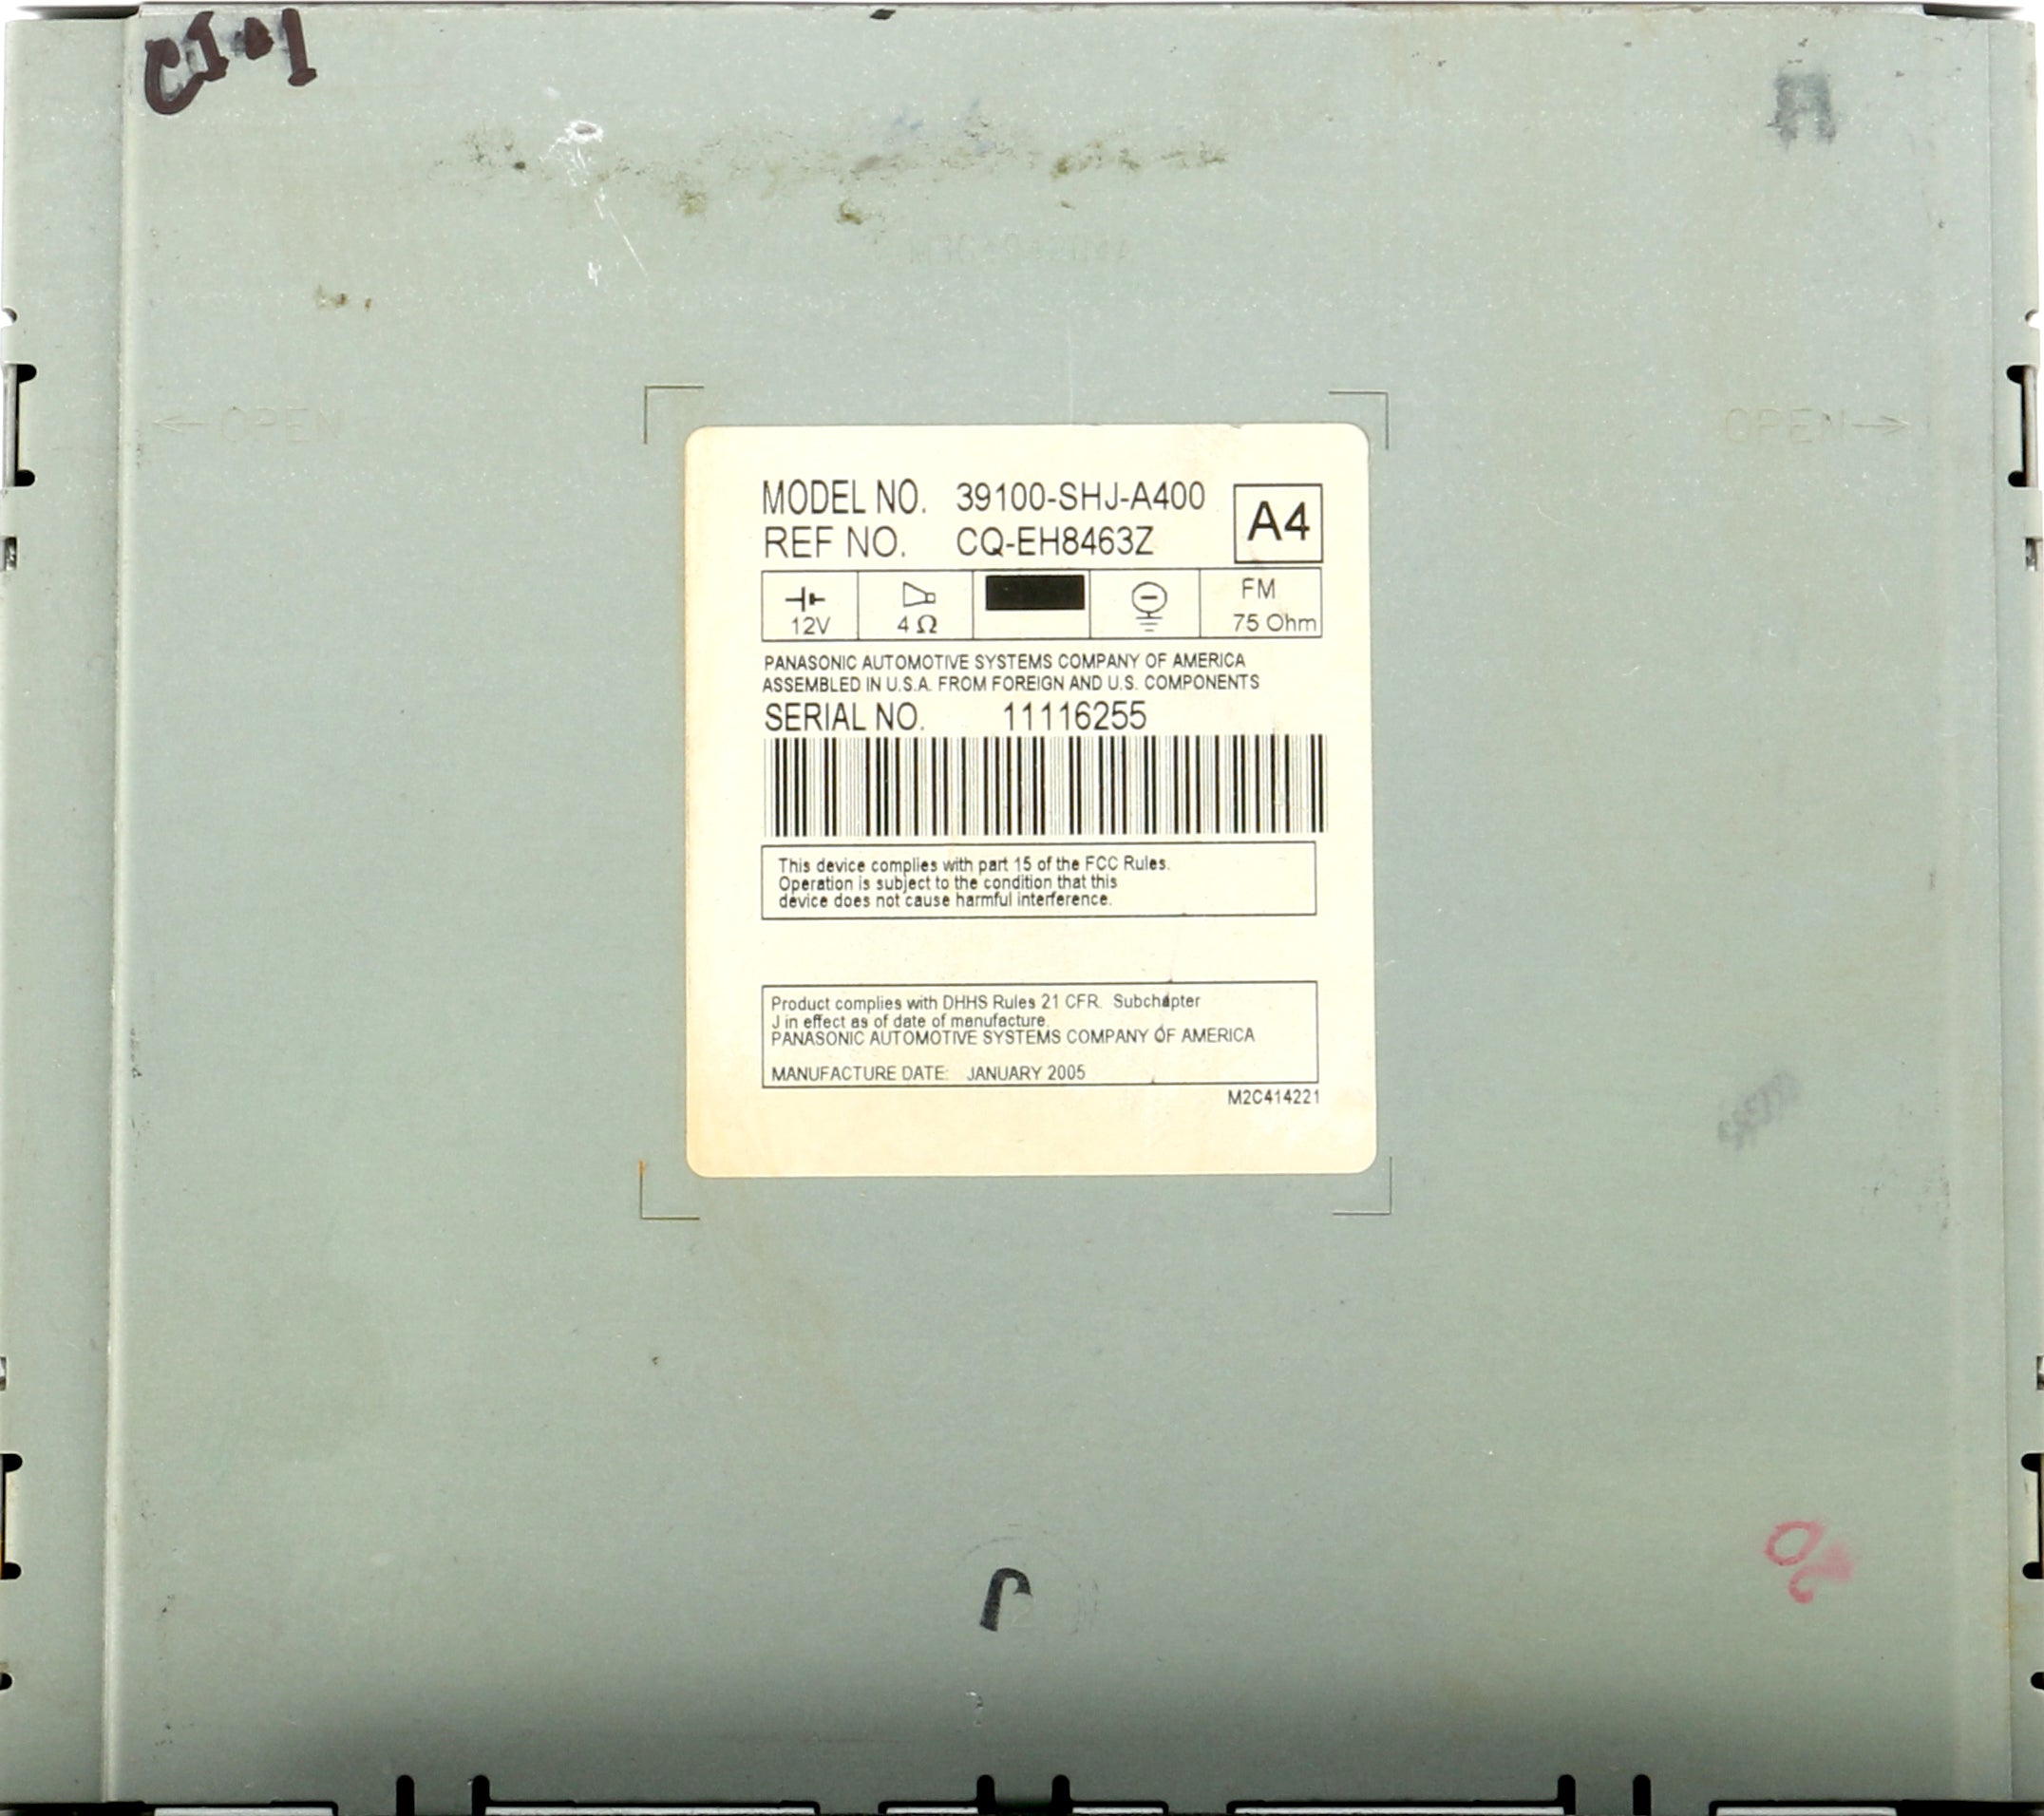 ← OPEN
OPEN →
MODEL NO. 39100-SHJ-A400
REF NO. CQ-EH8463Z
A4
12V
4 Ω
FM
75 Ohm
PANASONIC AUTOMOTIVE SYSTEMS COMPANY OF AMERICA
ASSEMBLED IN U.S.A. FROM FOREIGN AND U.S. COMPONENTS
SERIAL NO. 11116255
This device complies with part 15 of the FCC Rules.
Operation is subject to the condition that this
device does not cause harmful interference.
Product complies with DHHS Rules 21 CFR. Subchapter
J in effect as of date of manufacture.
PANASONIC AUTOMOTIVE SYSTEMS COMPANY OF AMERICA
MANUFACTURE DATE: JANUARY 2005
M2C414221